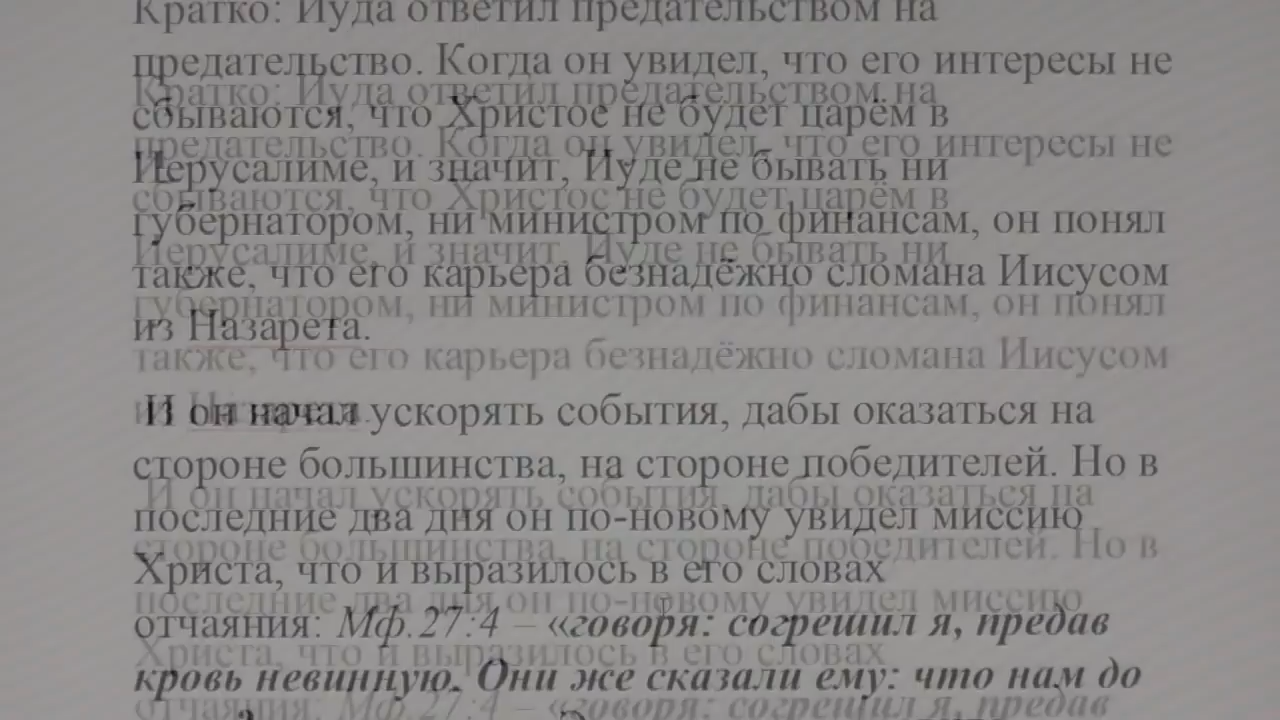 Кратко: Иуда ответил предательством на
предательство. Когда он увидел, что его интересы не
сбываются, что Христос не будет царём в
Иерусалиме, и значит, Иуде не бывать ни
губернатором, ни министром по финансам, он понял
также, что его карьера безнадёжно сломана Иисусом
из Назарета.
И он начал ускорять события, дабы оказаться на
стороне большинства, на стороне победителей. Но в
последние два дня он по-новому увидел миссию
Христа, что и выразилось в его словах
отчаяния: Мф.27:4 – «говоря: согрешил я, предав
кровь невинную. Они же сказали ему: что нам до